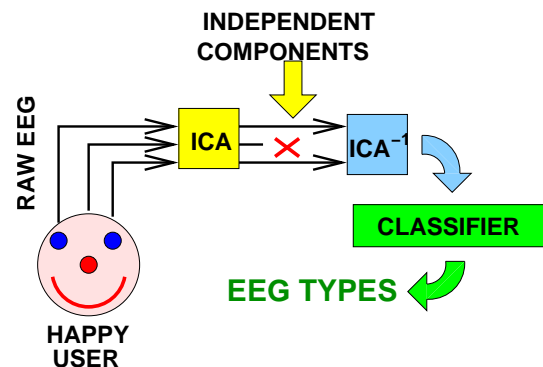 INDEPENDENT
COMPONENTS
RAW EEG
ICA
ICA⁻¹
CLASSIFIER
EEG TYPES
HAPPY
USER